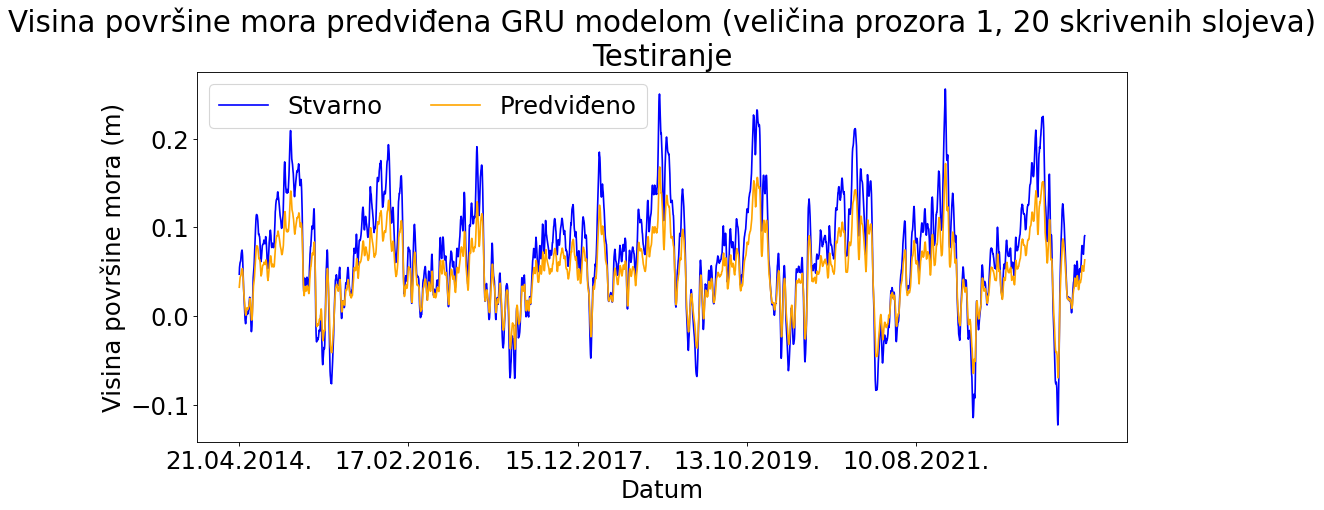 Visina površine mora predviđena GRU modelom (veličina prozora 1, 20 skrivenih slojeva)
Testiranje
Stvarno
Predviđeno
Visina površine mora (m)
0.2
0.1
0.0
−0.1
21.04.2014.
17.02.2016.
15.12.2017.
13.10.2019.
10.08.2021.
Datum